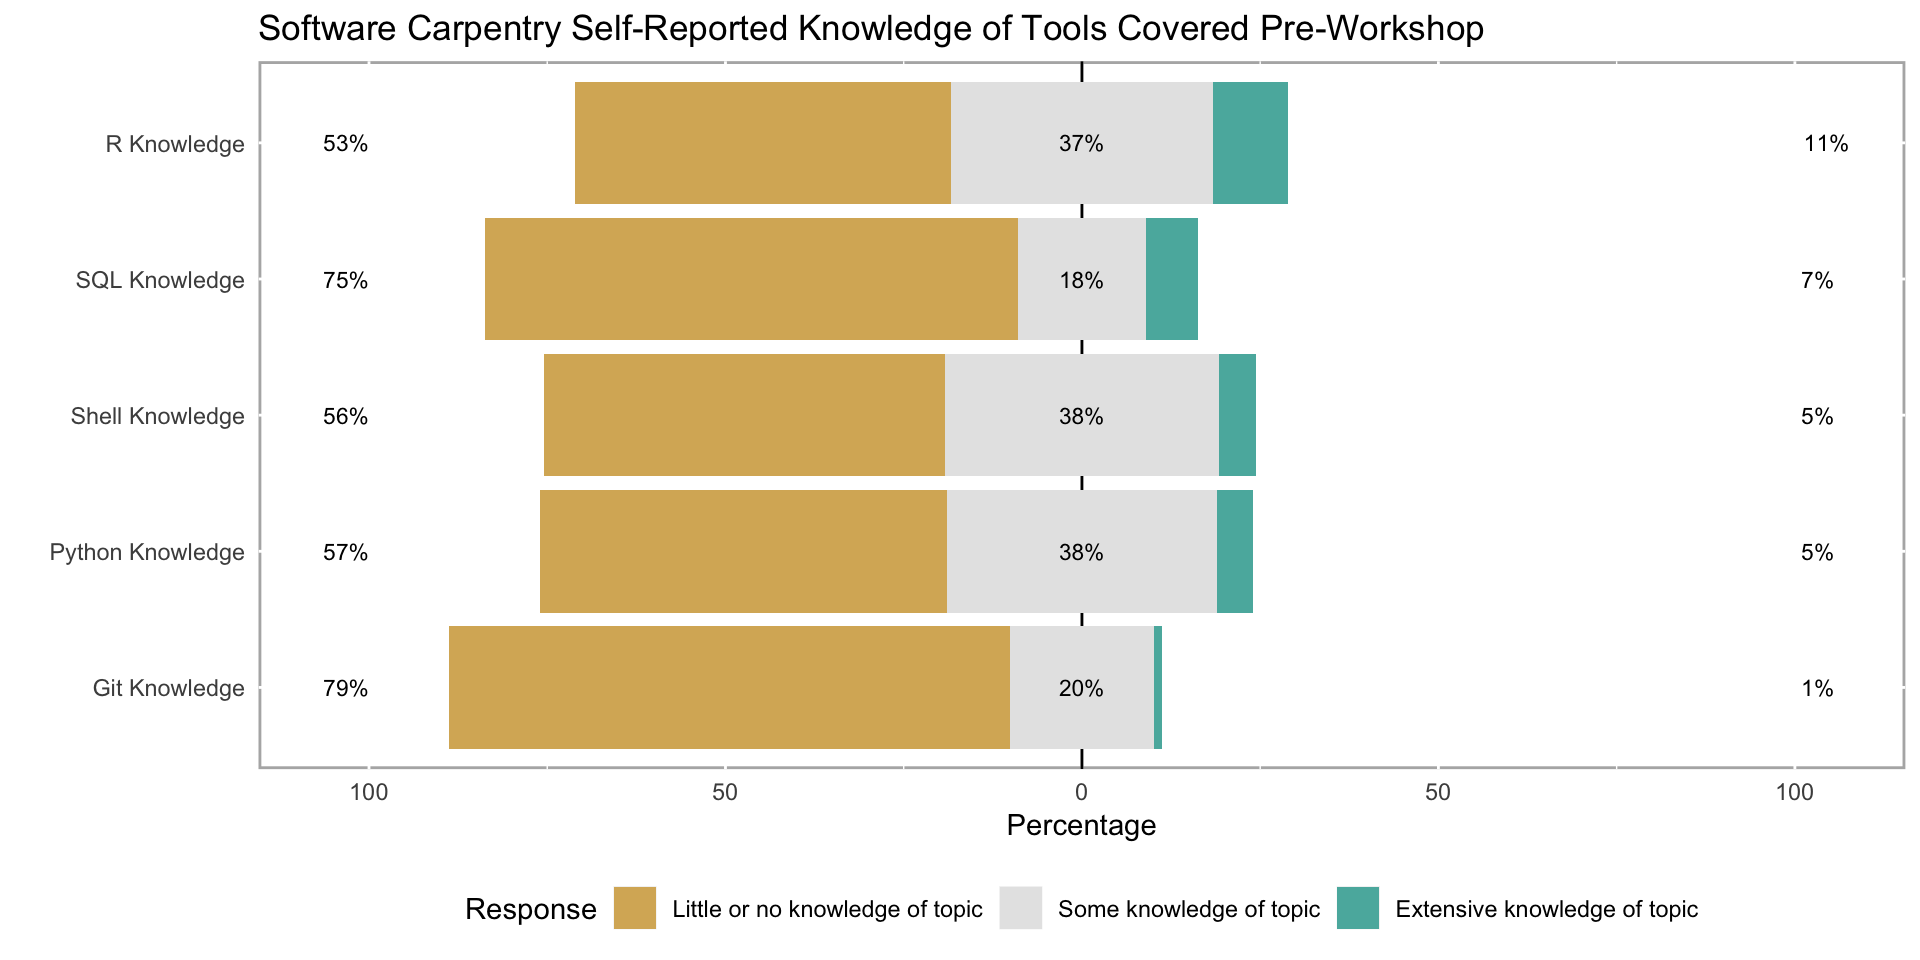 Software Carpentry Self-Reported Knowledge of Tools Covered Pre-Workshop
R Knowledge 53% 37% 11%
SQL Knowledge 75% 18% 7%
Shell Knowledge 56% 38% 5%
Python Knowledge 57% 38% 5%
Git Knowledge 79% 20% 1%
100 50 0 50 100
Percentage
Response Little or no knowledge of topic Some knowledge of topic Extensive knowledge of topic